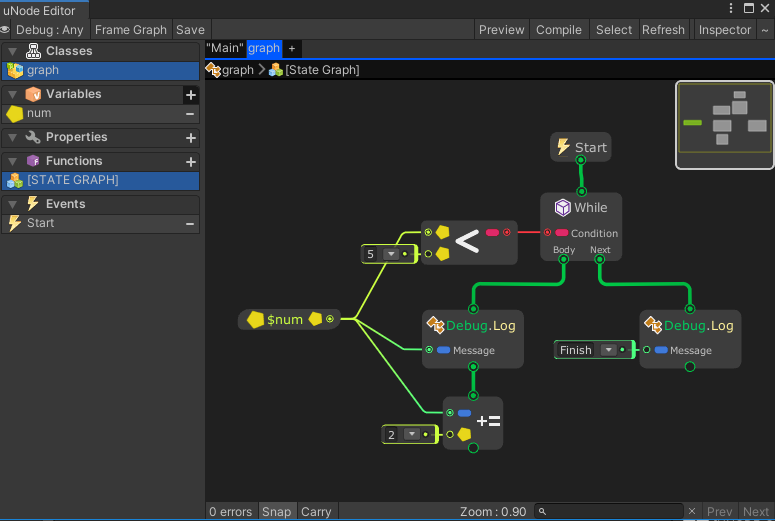 uNode Editor
Debug : Any Frame Graph Save Preview Compile Select Refresh Inspector ~
Classes
graph
Variables +
num −
Properties +
Functions +
[STATE GRAPH]
Events
Start −
"Main" graph +
graph > [State Graph]
Start
While
Condition
Body Next
<
5
$num
Debug.Log
Message
Debug.Log
Finish Message
+=
2
0 errors Snap Carry Zoom : 0.90 Prev Next